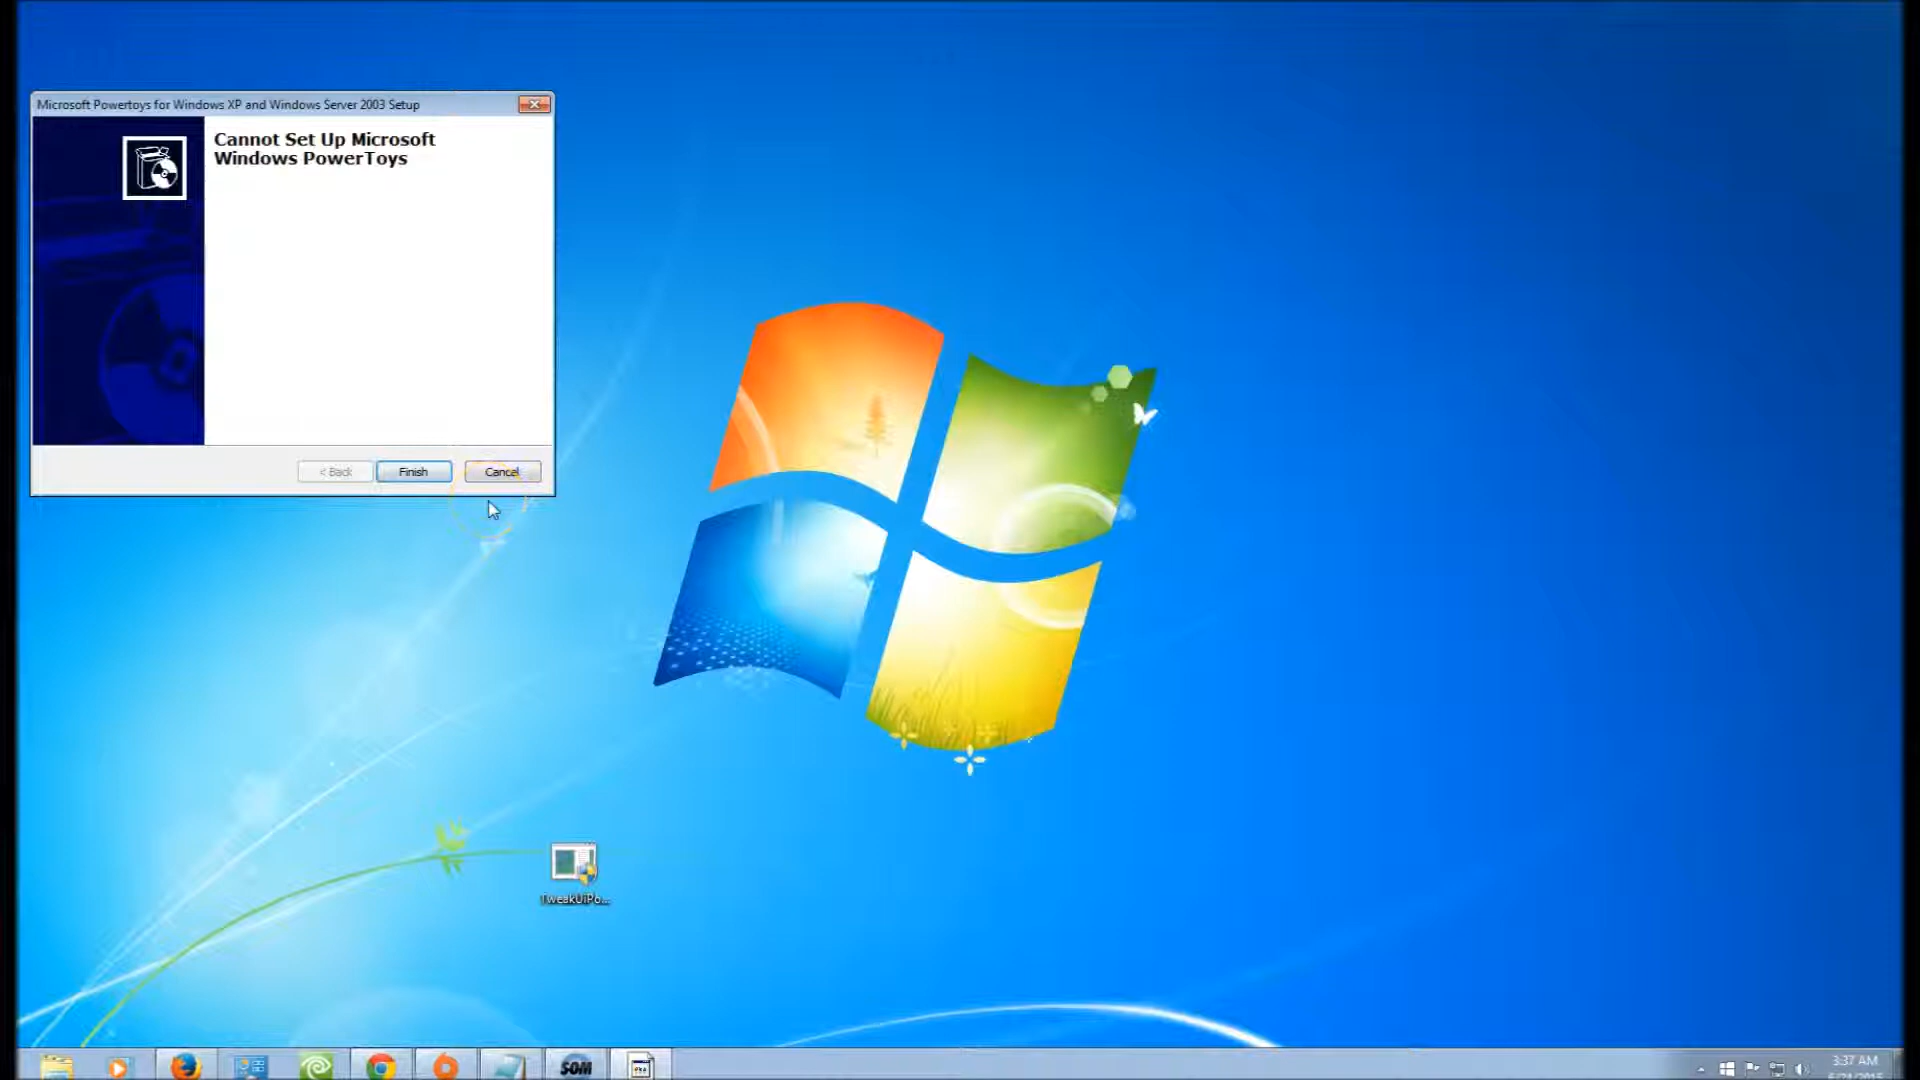 Microsoft Powertoys for Windows XP and Windows Server 2003 Setup
Cannot Set Up Microsoft
Windows PowerToys
< Back
Finish
Cancel
TweakUiPo...
SOM
3:37 AM